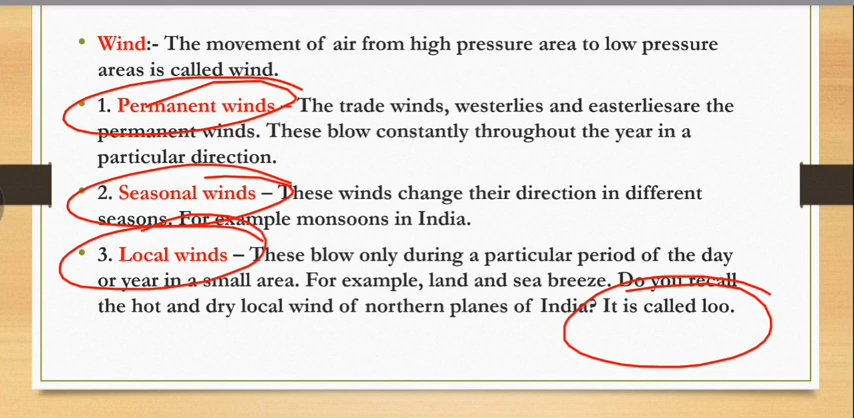 • Wind:- The movement of air from high pressure area to low pressure
areas is called wind.
• 1. Permanent winds – The trade winds, westerlies and easterliesare the
permanent winds. These blow constantly throughout the year in a
particular direction.
• 2. Seasonal winds – These winds change their direction in different
seasons. For example monsoons in India.
• 3. Local winds – These blow only during a particular period of the day
or year in a small area. For example, land and sea breeze. Do you recall
the hot and dry local wind of northern planes of India? It is called loo.